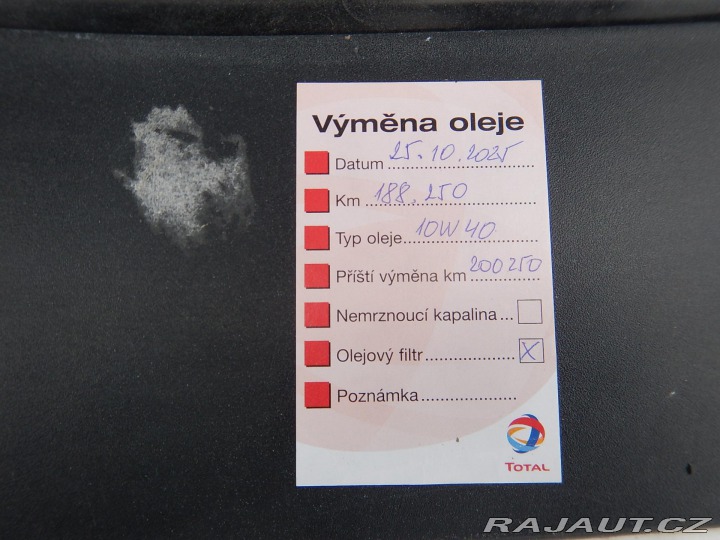 Výměna oleje
Datum 25.10.2025
Km 188.250
Typ oleje 10W40
Příští výměna km 200250
Nemrznoucí kapalina ...
Olejový filtr X
Poznámka
TOTAL
RAJAUT.CZ